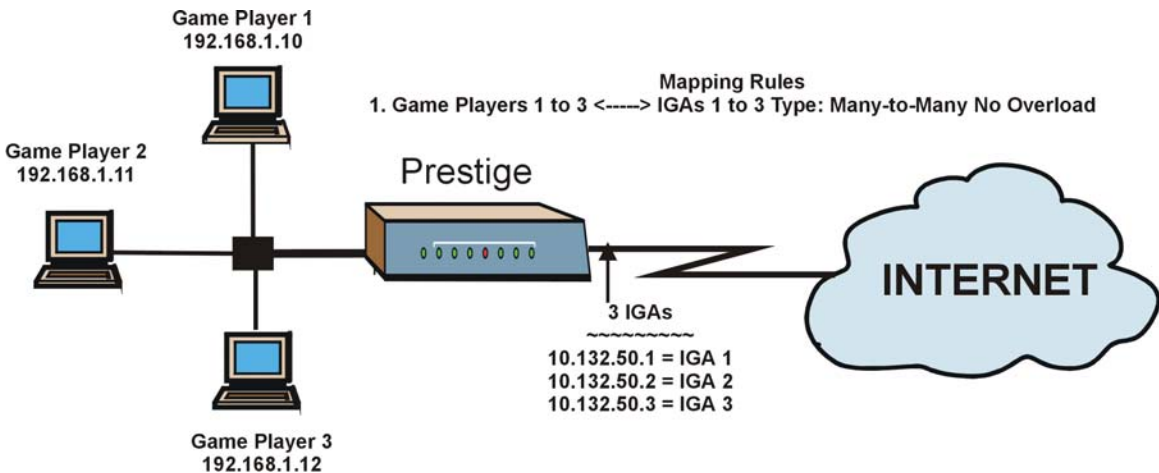 Game Player 1
192.168.1.10
Mapping Rules
1. Game Players 1 to 3 <-----> IGAs 1 to 3 Type: Many-to-Many No Overload
Game Player 2
192.168.1.11
Prestige
INTERNET
3 IGAs
~~~~~~~~~
10.132.50.1 = IGA 1
10.132.50.2 = IGA 2
10.132.50.3 = IGA 3
Game Player 3
192.168.1.12